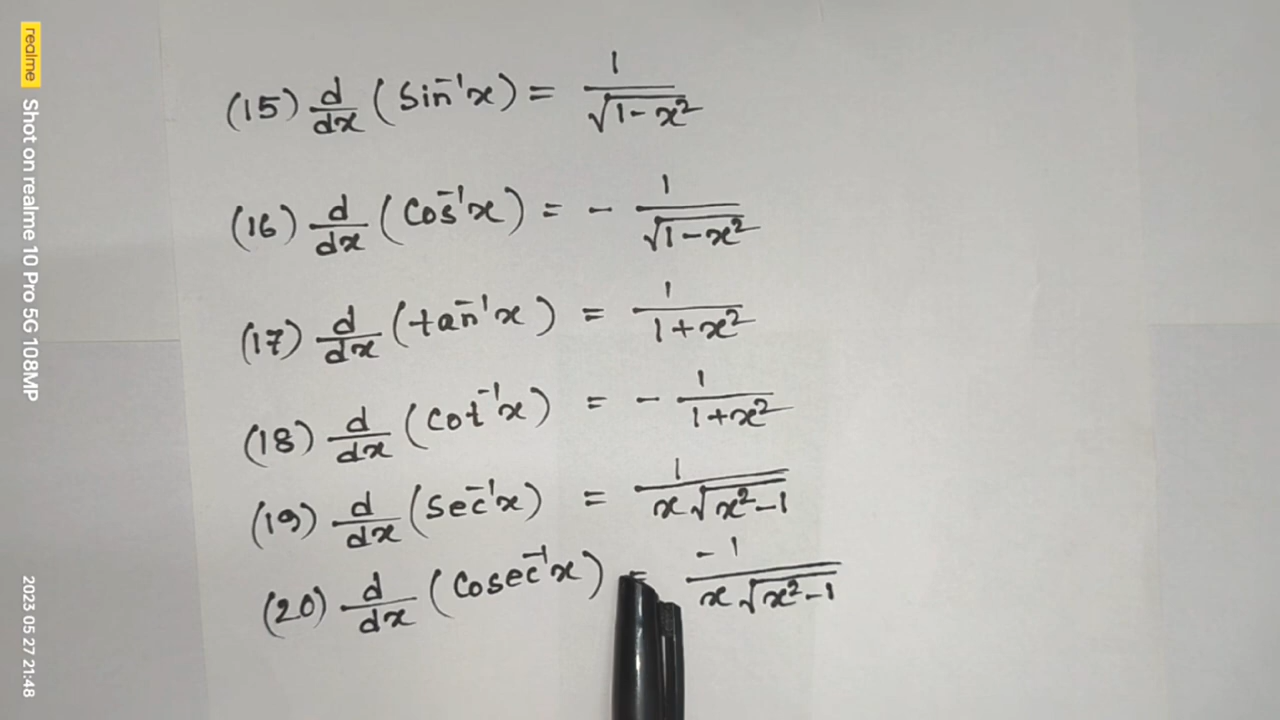 realme Shot on realme 10 Pro 5G 108MP
2023 05 27 21:48
(15) d/dx (Sin⁻¹x) = 1/√(1-x²)
(16) d/dx (Cos⁻¹x) = - 1/√(1-x²)
(17) d/dx (tan⁻¹x) = 1/(1+x²)
(18) d/dx (Cot⁻¹x) = - 1/(1+x²)
(19) d/dx (Sec⁻¹x) = 1/(x√(x²-1))
(20) d/dx (Cosec⁻¹x) = -1/(x√(x²-1))